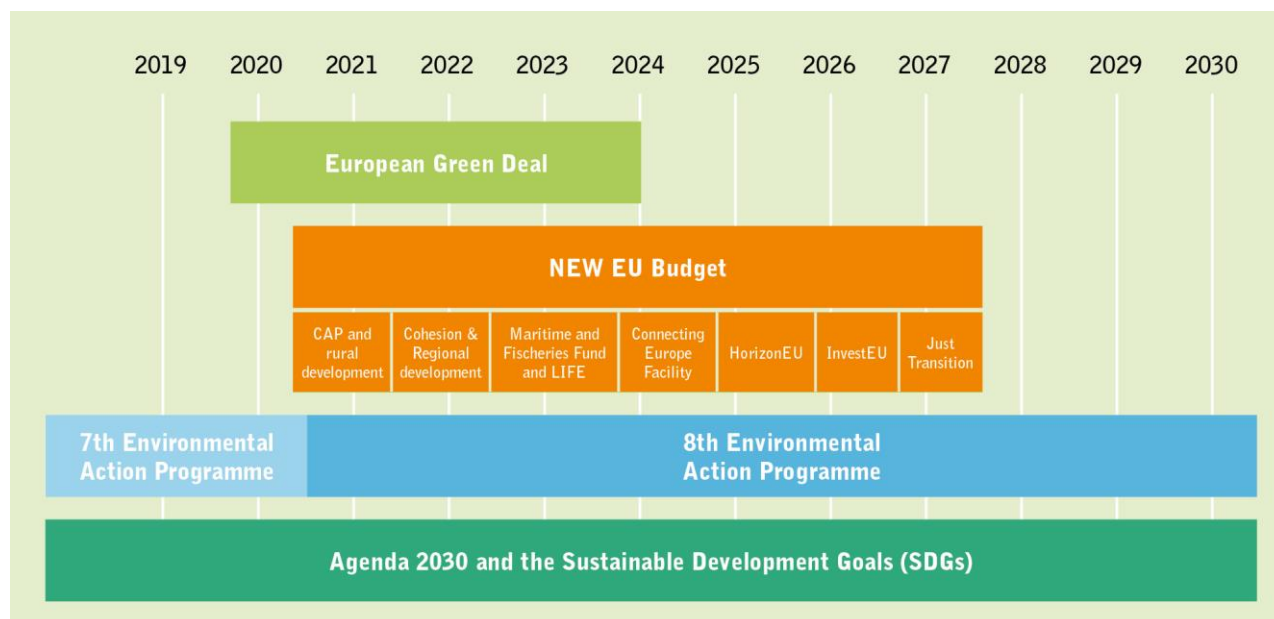 2019 2020 2021 2022 2023 2024 2025 2026 2027 2028 2029 2030
European Green Deal
NEW EU Budget
CAP and
rural
development
Cohesion &
Regional
development
Maritime and
Fischeries Fund
and LIFE
Connecting
Europe
Facility
HorizonEU
InvestEU
Just
Transition
7th Environmental
Action Programme
8th Environmental
Action Programme
Agenda 2030 and the Sustainable Development Goals (SDGs)